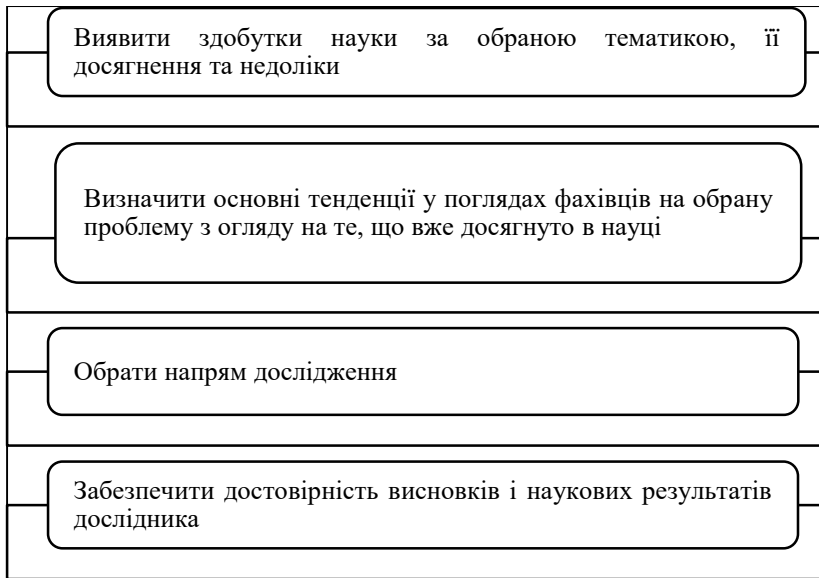 Виявити здобутки науки за обраною тематикою, її
досягнення та недоліки
Визначити основні тенденції у поглядах фахівців на обрану
проблему з огляду на те, що вже досягнуто в науці
Обрати напрям дослідження
Забезпечити достовірність висновків і наукових результатів
дослідника